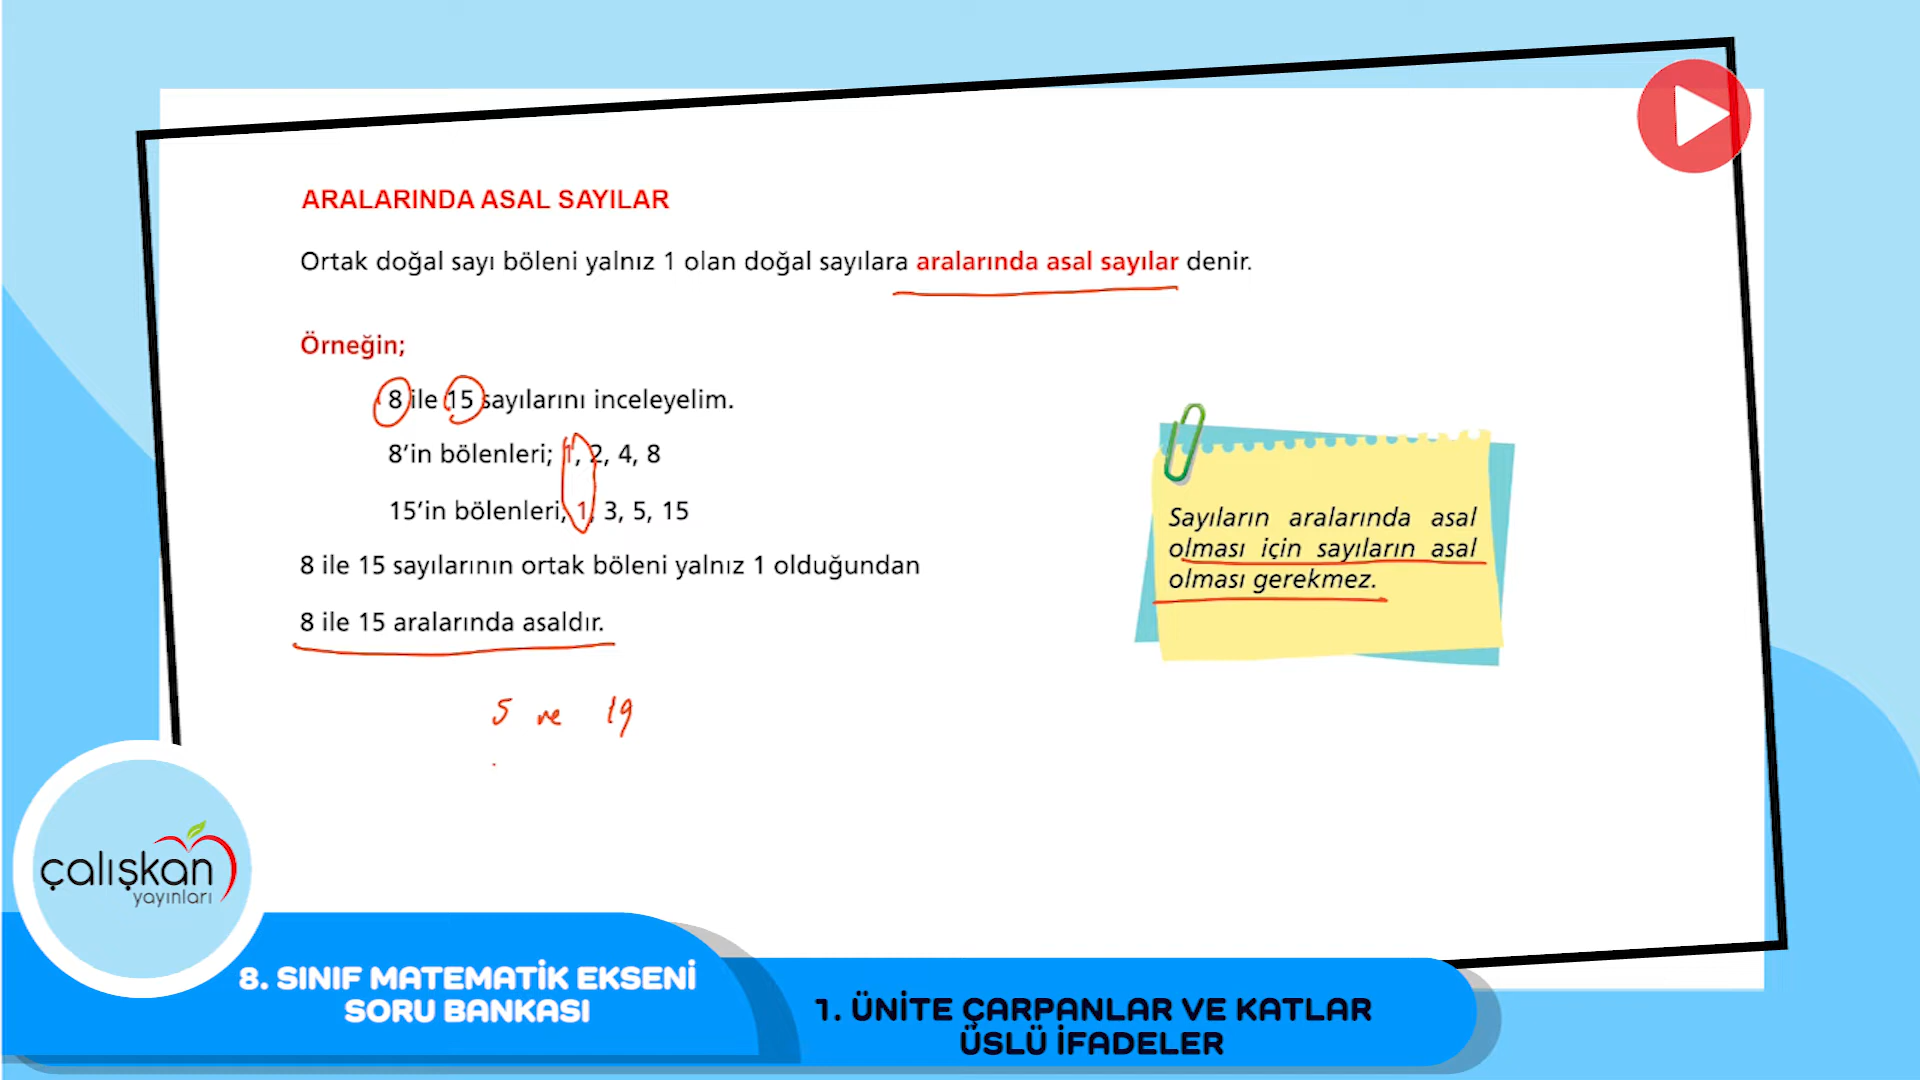 ARALARINDA ASAL SAYILAR
Ortak doğal sayı böleni yalnız 1 olan doğal sayılara aralarında asal sayılar denir.
Örneğin;
8 ile 15 sayılarını inceleyelim.
8’in bölenleri; 1, 2, 4, 8
15’in bölenleri; 1, 3, 5, 15
8 ile 15 sayılarının ortak böleni yalnız 1 olduğundan
8 ile 15 aralarında asaldır.
5 ve 19
Sayıların aralarında asal
olması için sayıların asal
olması gerekmez.
çalışkan
yayınları
8. SINIF MATEMATİK EKSENİ
SORU BANKASI
1. ÜNİTE ÇARPANLAR VE KATLAR
ÜSLÜ İFADELER